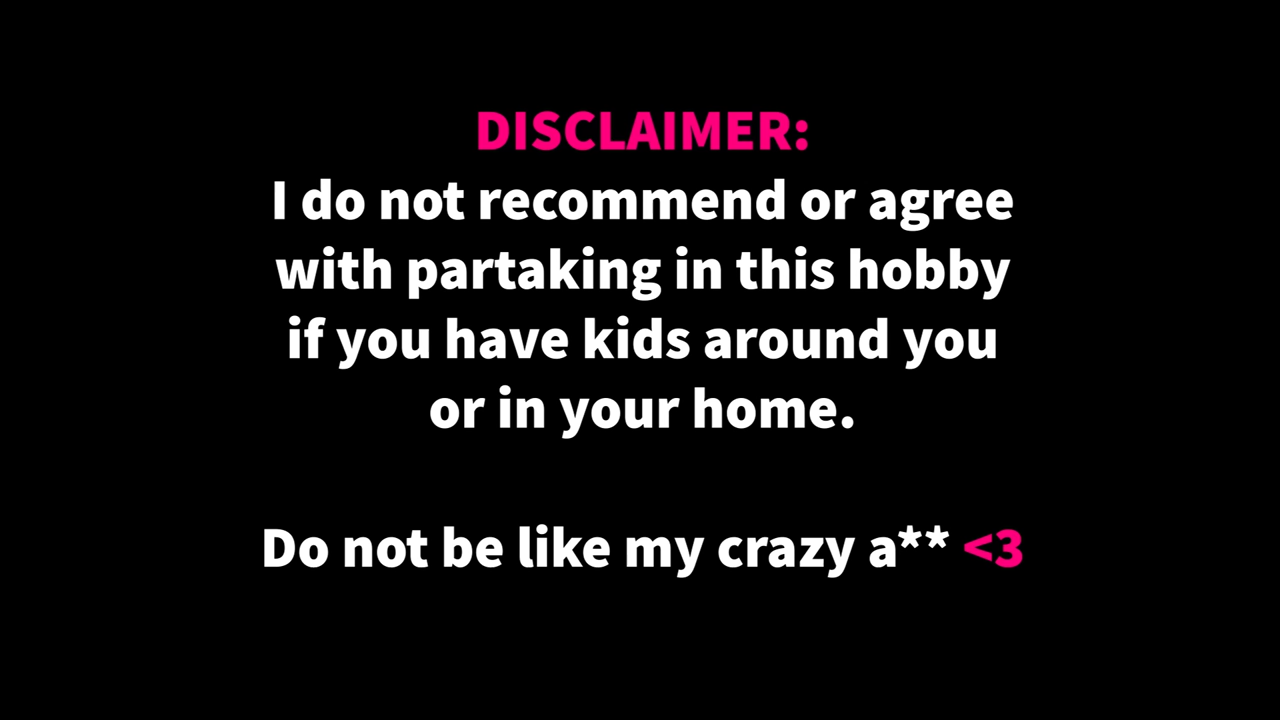 DISCLAIMER:
I do not recommend or agree
with partaking in this hobby
if you have kids around you
or in your home.
Do not be like my crazy a** <3